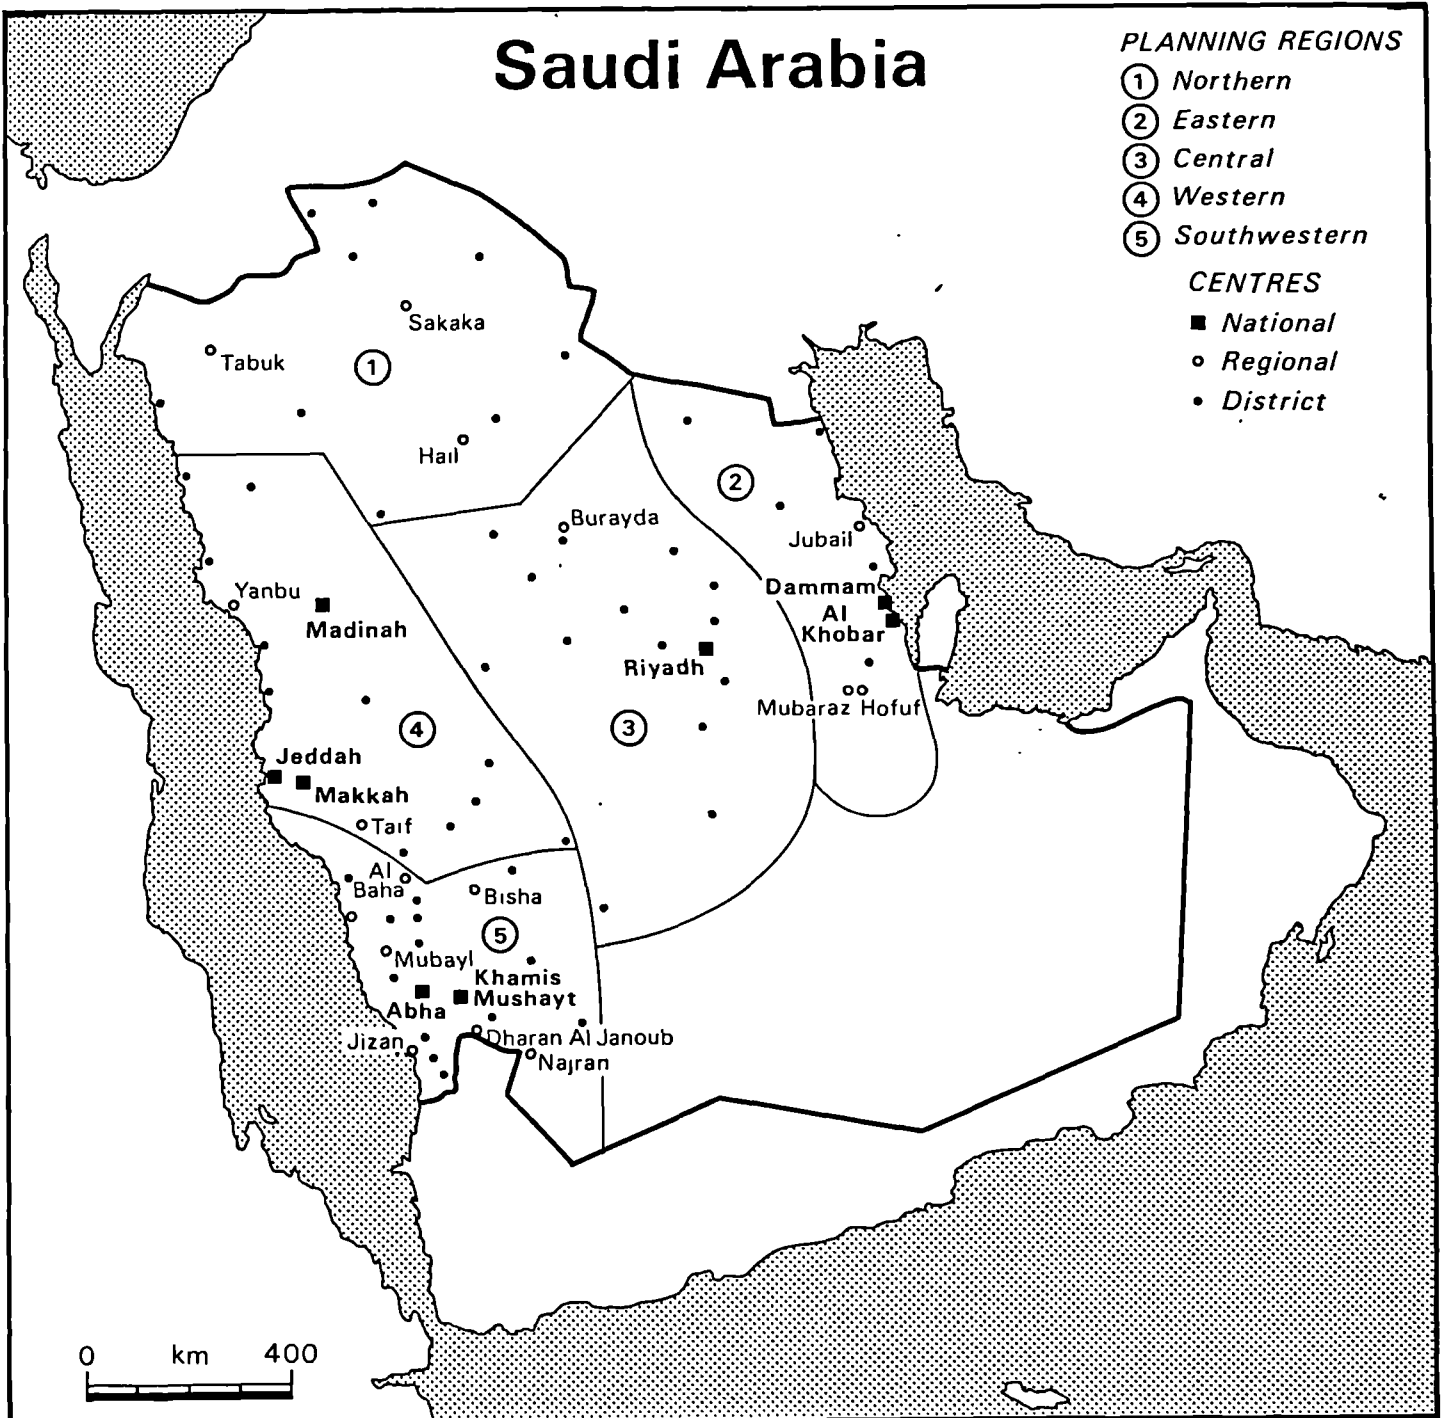 Saudi Arabia
PLANNING REGIONS
1 Northern
2 Eastern
3 Central
4 Western
5 Southwestern
CENTRES
National
Regional
District
Sakaka
Tabuk
1
Hail
2
Burayda
Jubail
Yanbu
Dammam
Madinah
Al
Khobar
Riyadh
Mubaraz Hofuf
4
3
Jeddah
Makkah
Taif
Al
Baha
Bisha
5
Mubayl
Khamis
Mushayt
Abha
Jizan
Dharan Al Janoub
Najran
0 km 400